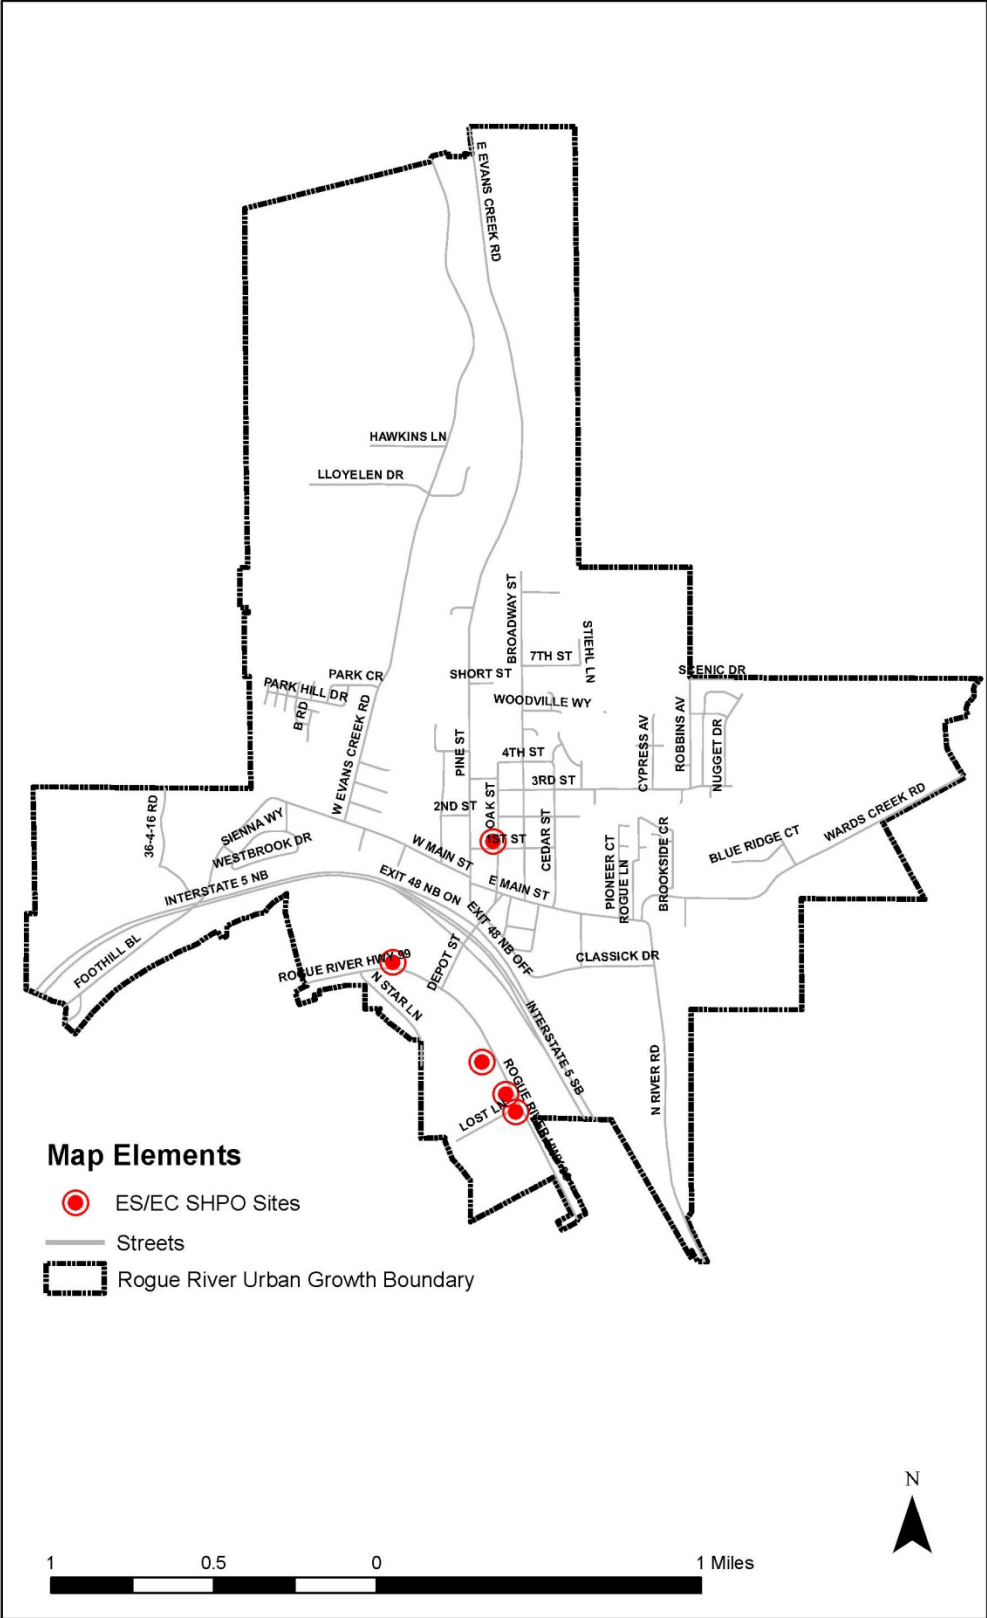 E EVANS CREEK RD
HAWKINS LN
LLOYELEN DR
BROADWAY ST
STIEHL LN
7TH ST
SHORT ST
SCENIC DR
PARK CR
PARK HILL DR
B RD
WOODVILLE WY
W EVANS CREEK RD
PINE ST
4TH ST
CYPRESS AV
ROBBINS AV
NUGGET DR
3RD ST
2ND ST
OAK ST
36-4-16 RD
SIENNA WY
WESTBROOK DR
W MAIN ST
1ST ST
CEDAR ST
PIONEER CT
ROGUE LN
BROOKSIDE CR
BLUE RIDGE CT
WARDS CREEK RD
INTERSTATE 5 NB
EXIT 48 NB ON
E MAIN ST
EXIT 48 NB OFF
FOOTHILL BL
ROGUE RIVER HWY 99
DEPOT ST
CLASSICK DR
N STAR LN
INTERSTATE 5 SB
N RIVER RD
ROGUE RIVER HWY
LOST LN
Map Elements
ES/EC SHPO Sites
Streets
Rogue River Urban Growth Boundary
N
1 0.5 0 1 Miles